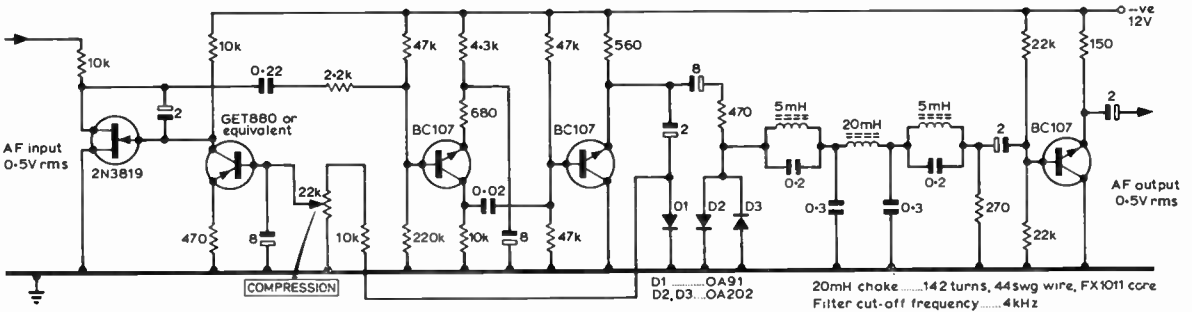 –ve
12V
10k
10k
0·22
2·2k
47k
4·3k
47k
560
22k
150
8
680
2
GET880 or
equivalent
BC107
BC107
470
5mH
20mH
5mH
2
2
BC107
AF input
0·5V rms
2N3819
22k
0·02
2
D1
D2
D3
0·2
0·2
0·3
0·3
270
AF output
0·5V rms
470
8
10k
220k
10k
8
47k
22k
COMPRESSION
D1 ........OA91
D2, D3...OA202
20mH choke ......142 turns, 44swg wire, FX1011 core
Filter cut-off frequency.....4kHz